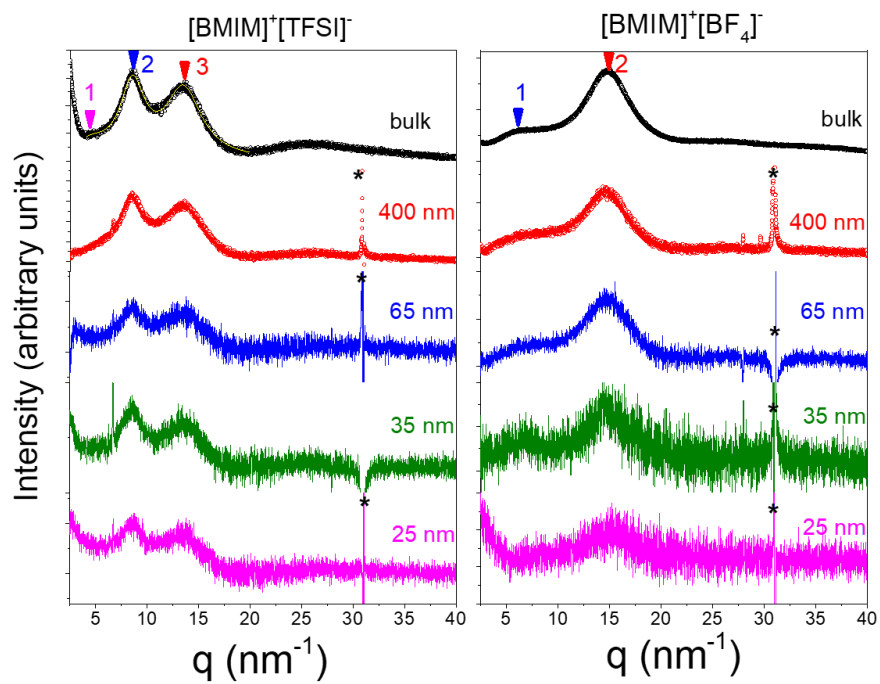 [BMIM]⁺[TFSI]⁻
[BMIM]⁺[BF₄]⁻
Intensity (arbitrary units)
1
2
3
bulk
*
400 nm
*
65 nm
35 nm
*
25 nm
5 10 15 20 25 30 35 40
q (nm⁻¹)
1
2
bulk
*
400 nm
65 nm
*
*
35 nm
*
25 nm
5 10 15 20 25 30 35 40
q (nm⁻¹)